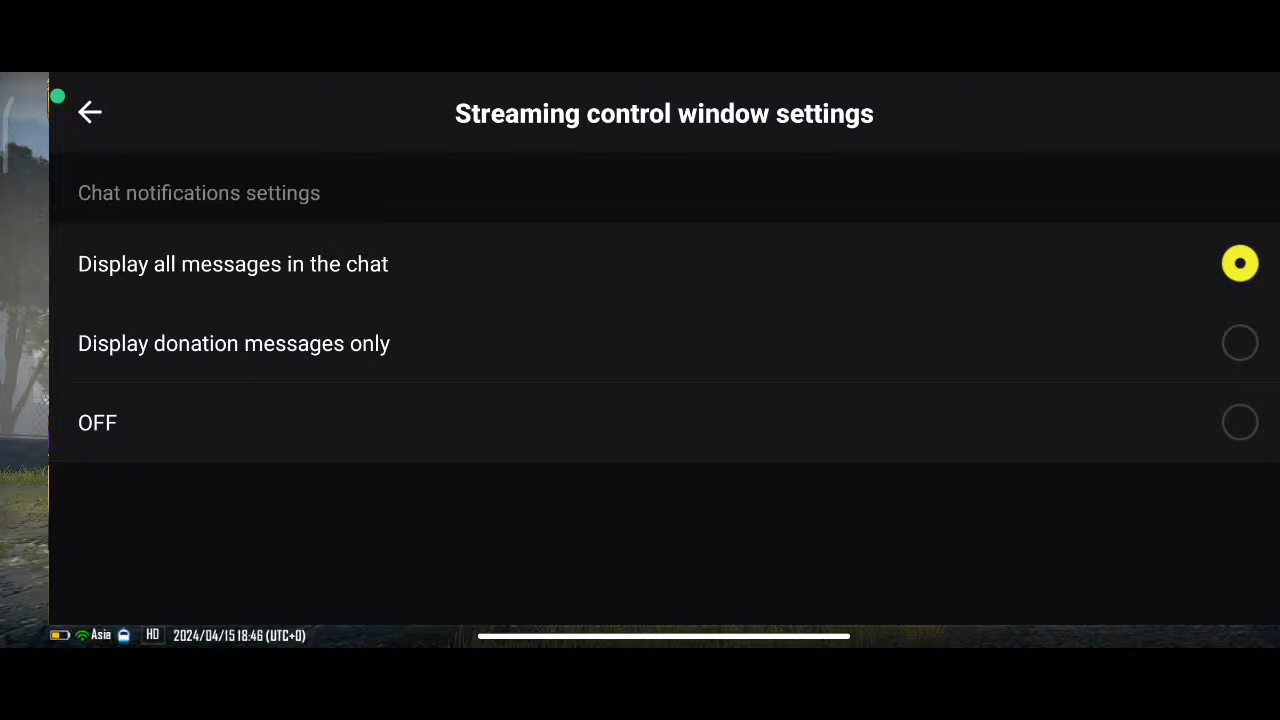 Streaming control window settings
Chat notifications settings
Display all messages in the chat
Display donation messages only
OFF
Asia HD 2024/04/15 18:46 (UTC+0)